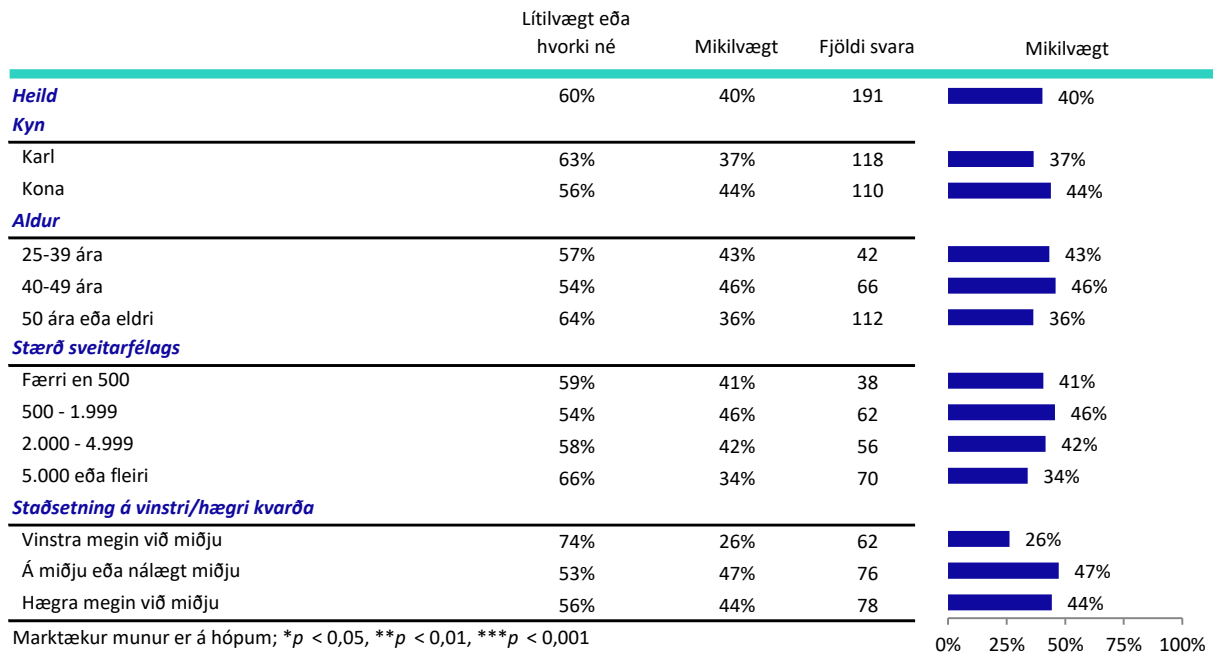 Lítilvægt eða
hvorki né Mikilvægt Fjöldi svara Mikilvægt
Heild 60% 40% 191 40%
Kyn
Karl 63% 37% 118 37%
Kona 56% 44% 110 44%
Aldur
25-39 ára 57% 43% 42 43%
40-49 ára 54% 46% 66 46%
50 ára eða eldri 64% 36% 112 36%
Stærð sveitarfélags
Færri en 500 59% 41% 38 41%
500 - 1.999 54% 46% 62 46%
2.000 - 4.999 58% 42% 56 42%
5.000 eða fleiri 66% 34% 70 34%
Staðsetning á vinstri/hægri kvarða
Vinstra megin við miðju 74% 26% 62 26%
Á miðju eða nálægt miðju 53% 47% 76 47%
Hægra megin við miðju 56% 44% 78 44%
Marktækur munur er á hópum; *p < 0,05, **p < 0,01, ***p < 0,001
0% 25% 50% 75% 100%